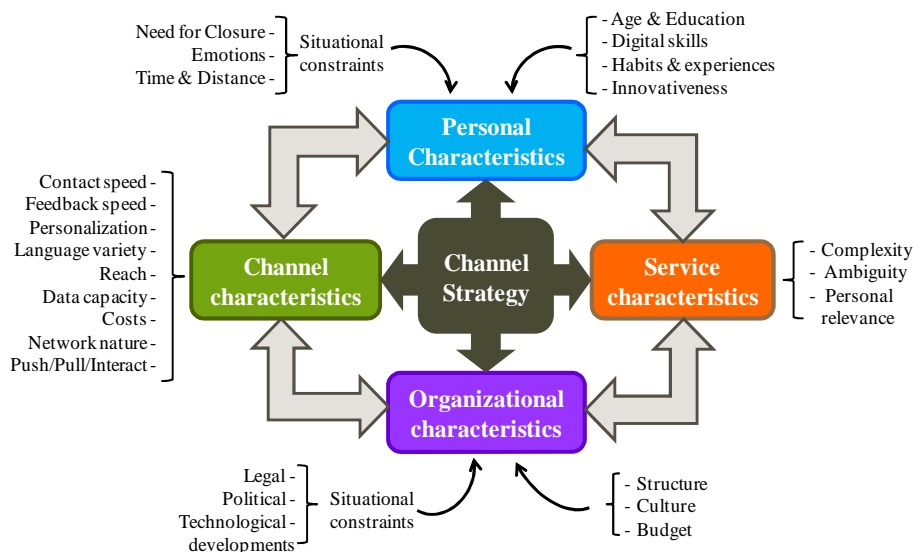 Need for Closure -
Emotions -
Time & Distance -
Situational
constraints
- Age & Education
- Digital skills
- Habits & experiences
- Innovativeness
Personal
Characteristics
Contact speed -
Feedback speed -
Personalization -
Language variety -
Reach -
Data capacity -
Costs -
Network nature -
Push/Pull/Interact -
Channel
characteristics
Channel
Strategy
Service
characteristics
- Complexity
- Ambiguity
- Personal
relevance
Organizational
characteristics
Legal -
Political -
Technological -
developments
Situational
constraints
- Structure
- Culture
- Budget